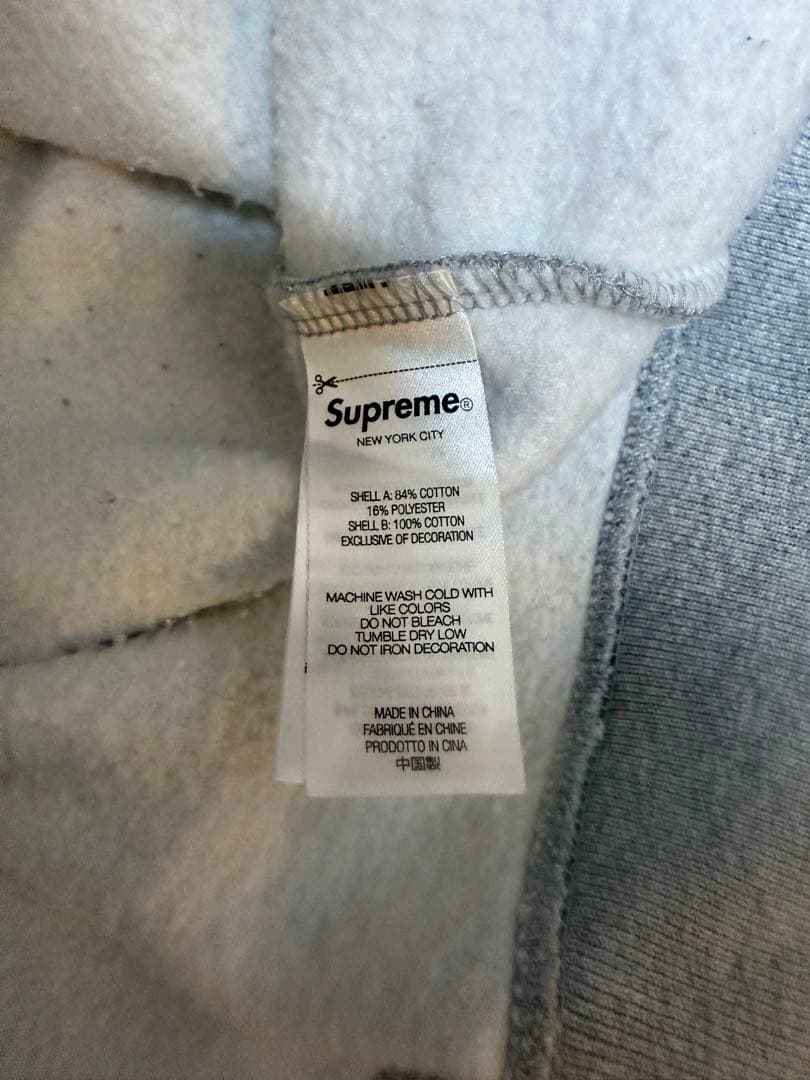 Supreme®
NEW YORK CITY
SHELL A: 84% COTTON
16% POLYESTER
SHELL B: 100% COTTON
EXCLUSIVE OF DECORATION
MACHINE WASH COLD WITH
LIKE COLORS
DO NOT BLEACH
TUMBLE DRY LOW
DO NOT IRON DECORATION
MADE IN CHINA
FABRIQUÉ EN CHINE
PRODOTTO IN CINA
中国製